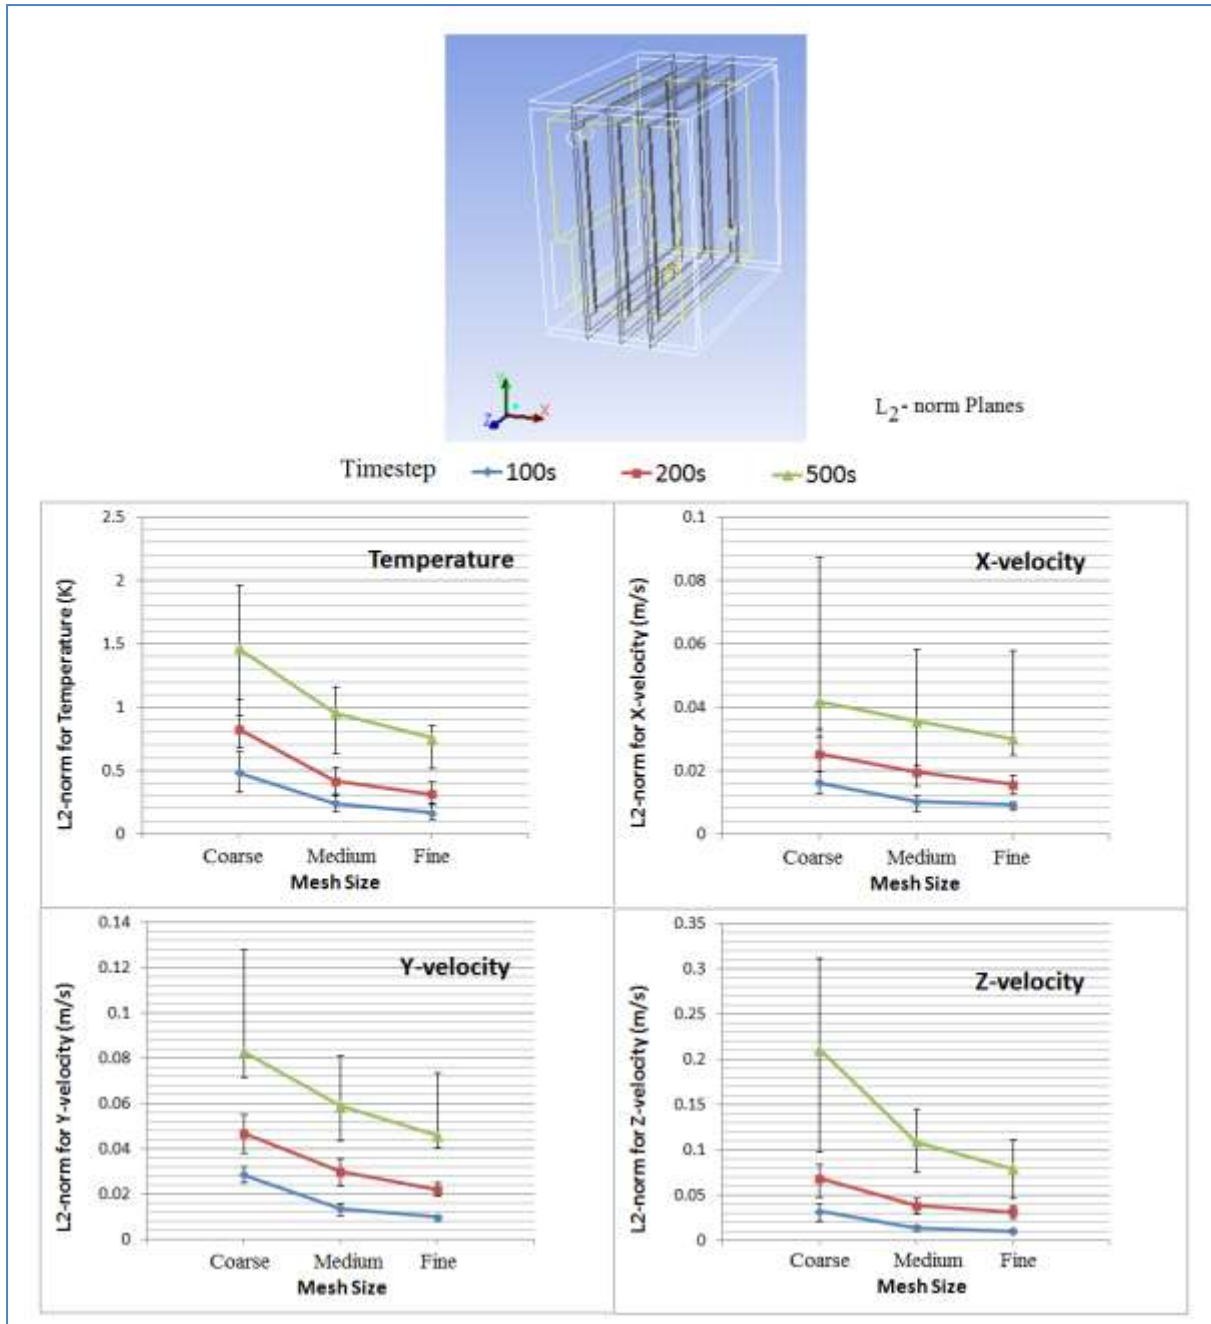 Y
X
Z
L2- norm Planes
Timestep 100s 200s 500s
Temperature
L2-norm for Temperature (K)
2.5
2
1.5
1
0.5
0
Coarse Medium Fine
Mesh Size
X-velocity
L2-norm for X-velocity (m/s)
0.1
0.08
0.06
0.04
0.02
0
Coarse Medium Fine
Mesh Size
Y-velocity
L2-norm for Y-velocity (m/s)
0.14
0.12
0.1
0.08
0.06
0.04
0.02
0
Coarse Medium Fine
Mesh Size
Z-velocity
L2-norm for Z-velocity (m/s)
0.35
0.3
0.25
0.2
0.15
0.1
0.05
0
Coarse Medium Fine
Mesh Size